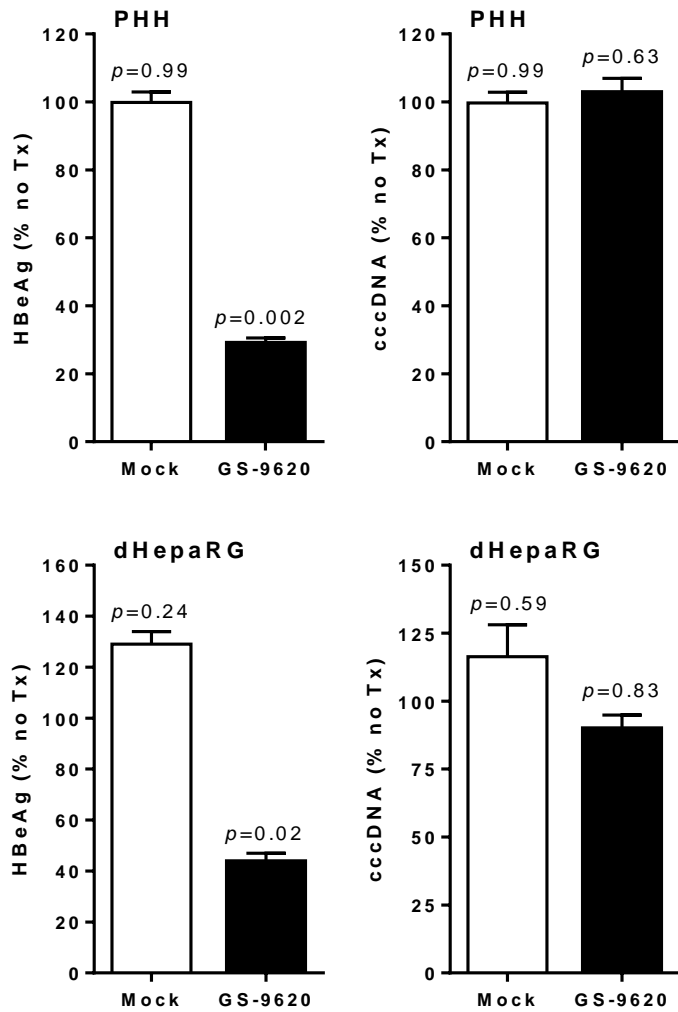 PHH
HBeAg (% no Tx)
120
100
80
60
40
20
0
p=0.99
p=0.002
Mock GS-9620
PHH
cccDNA (% no Tx)
120
100
80
60
40
20
0
p=0.99
p=0.63
Mock GS-9620
dHepaRG
HBeAg (% no Tx)
160
140
120
100
80
60
40
20
0
p=0.24
p=0.02
Mock GS-9620
dHepaRG
cccDNA (% no Tx)
150
125
100
75
50
25
0
p=0.59
p=0.83
Mock GS-9620